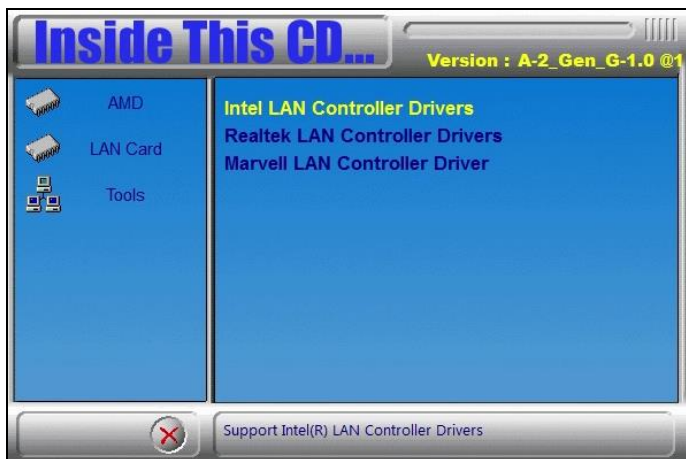 Inside This CD...
Version : A-2_Gen_G-1.0 @1
AMD
LAN Card
Tools
Intel LAN Controller Drivers
Realtek LAN Controller Drivers
Marvell LAN Controller Driver
Support Intel(R) LAN Controller Drivers